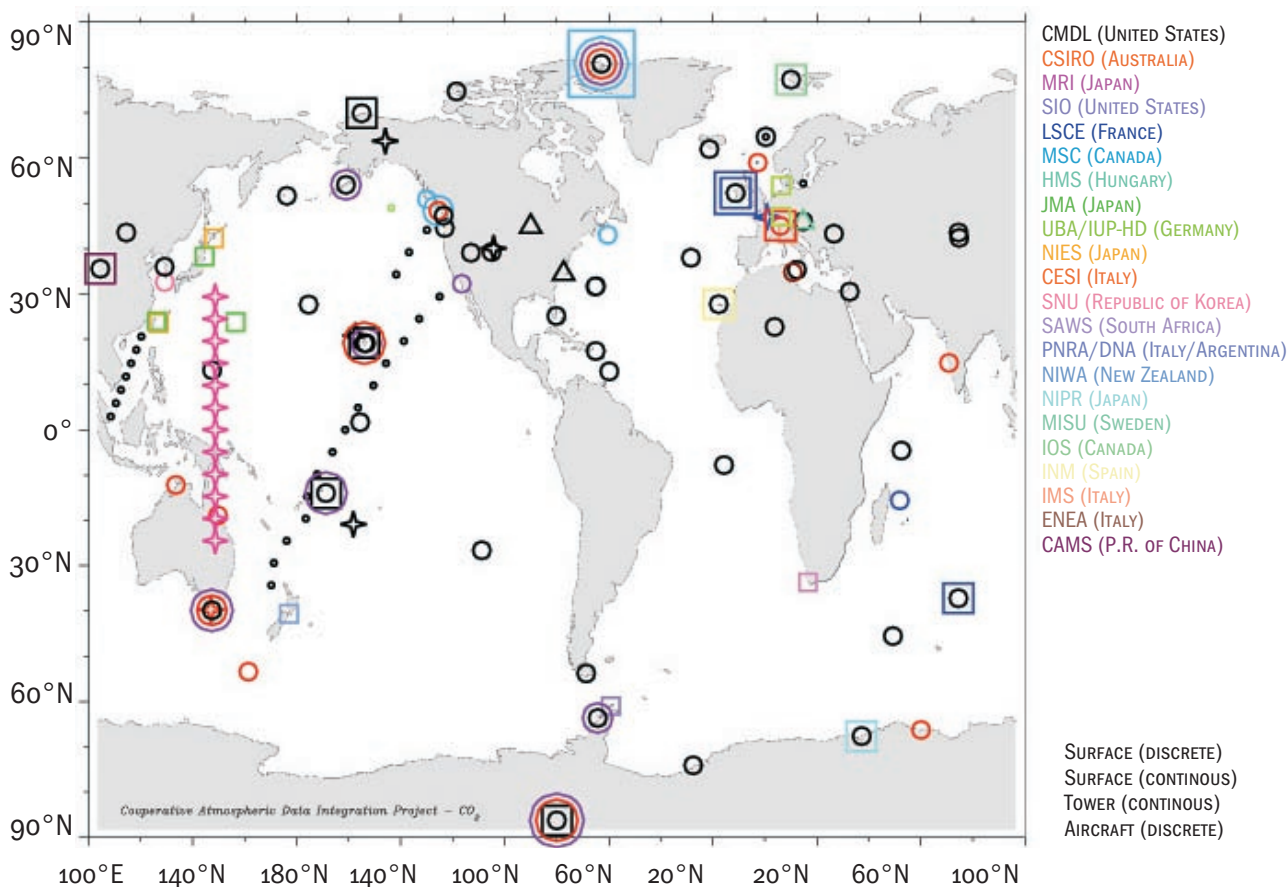 90°N
60°N
30°N
0°
30°N
60°N
90°N
100°E 140°N 180°N 140°N 100°N 60°N 20°N 20°N 60°N 100°N
Cooperative Atmospheric Data Integration Project – CO2
CMDL (United States)
CSIRO (Australia)
MRI (Japan)
SIO (United States)
LSCE (France)
MSC (Canada)
HMS (Hungary)
JMA (Japan)
UBA/IUP-HD (Germany)
NIES (Japan)
CESI (Italy)
SNU (Republic of Korea)
SAWS (South Africa)
PNRA/DNA (Italy/Argentina)
NIWA (New Zealand)
NIPR (Japan)
MISU (Sweden)
IOS (Canada)
INM (Spain)
IMS (Italy)
ENEA (Italy)
CAMS (P.R. of China)
Surface (discrete)
Surface (continous)
Tower (continous)
Aircraft (discrete)